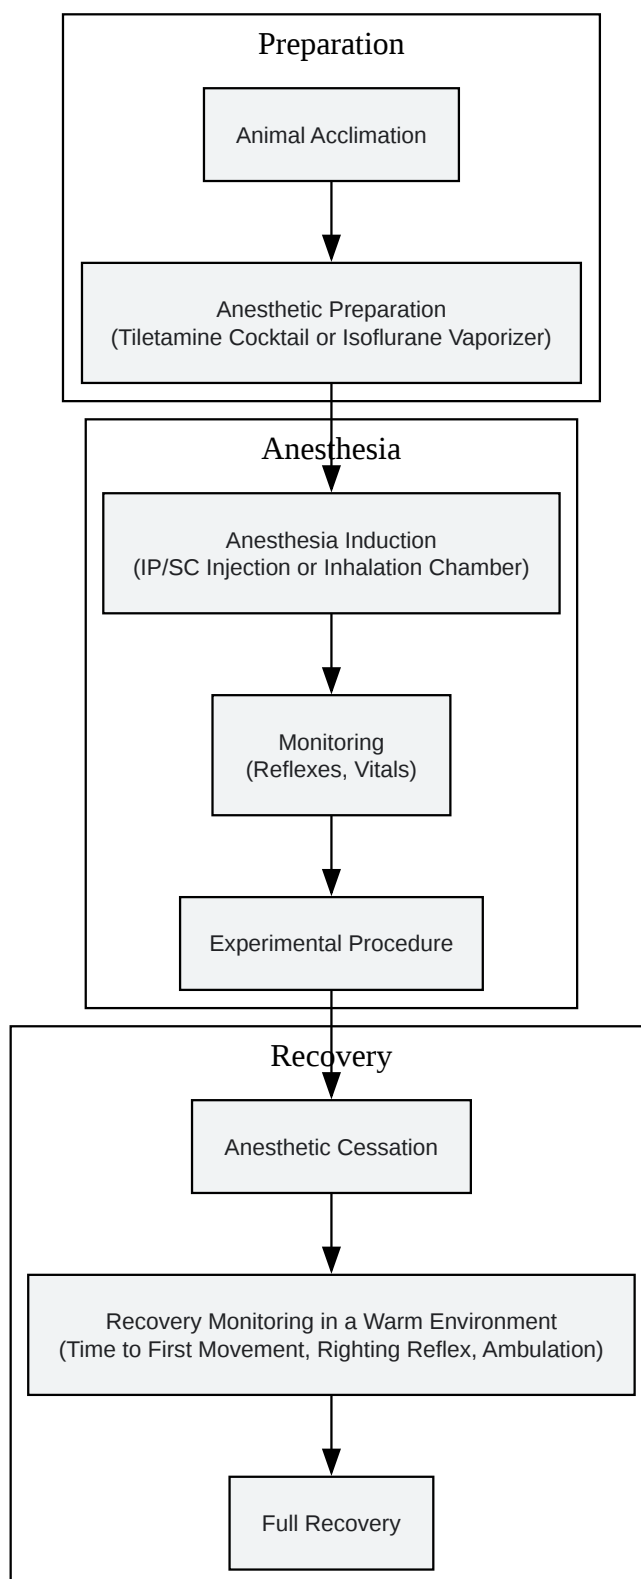 Preparation
Animal Acclimation
Anesthetic Preparation
(Tiletamine Cocktail or Isoflurane Vaporizer)
Anesthesia
Anesthesia Induction
(IP/SC Injection or Inhalation Chamber)
Monitoring
(Reflexes, Vitals)
Experimental Procedure
Recovery
Anesthetic Cessation
Recovery Monitoring in a Warm Environment
(Time to First Movement, Righting Reflex, Ambulation)
Full Recovery